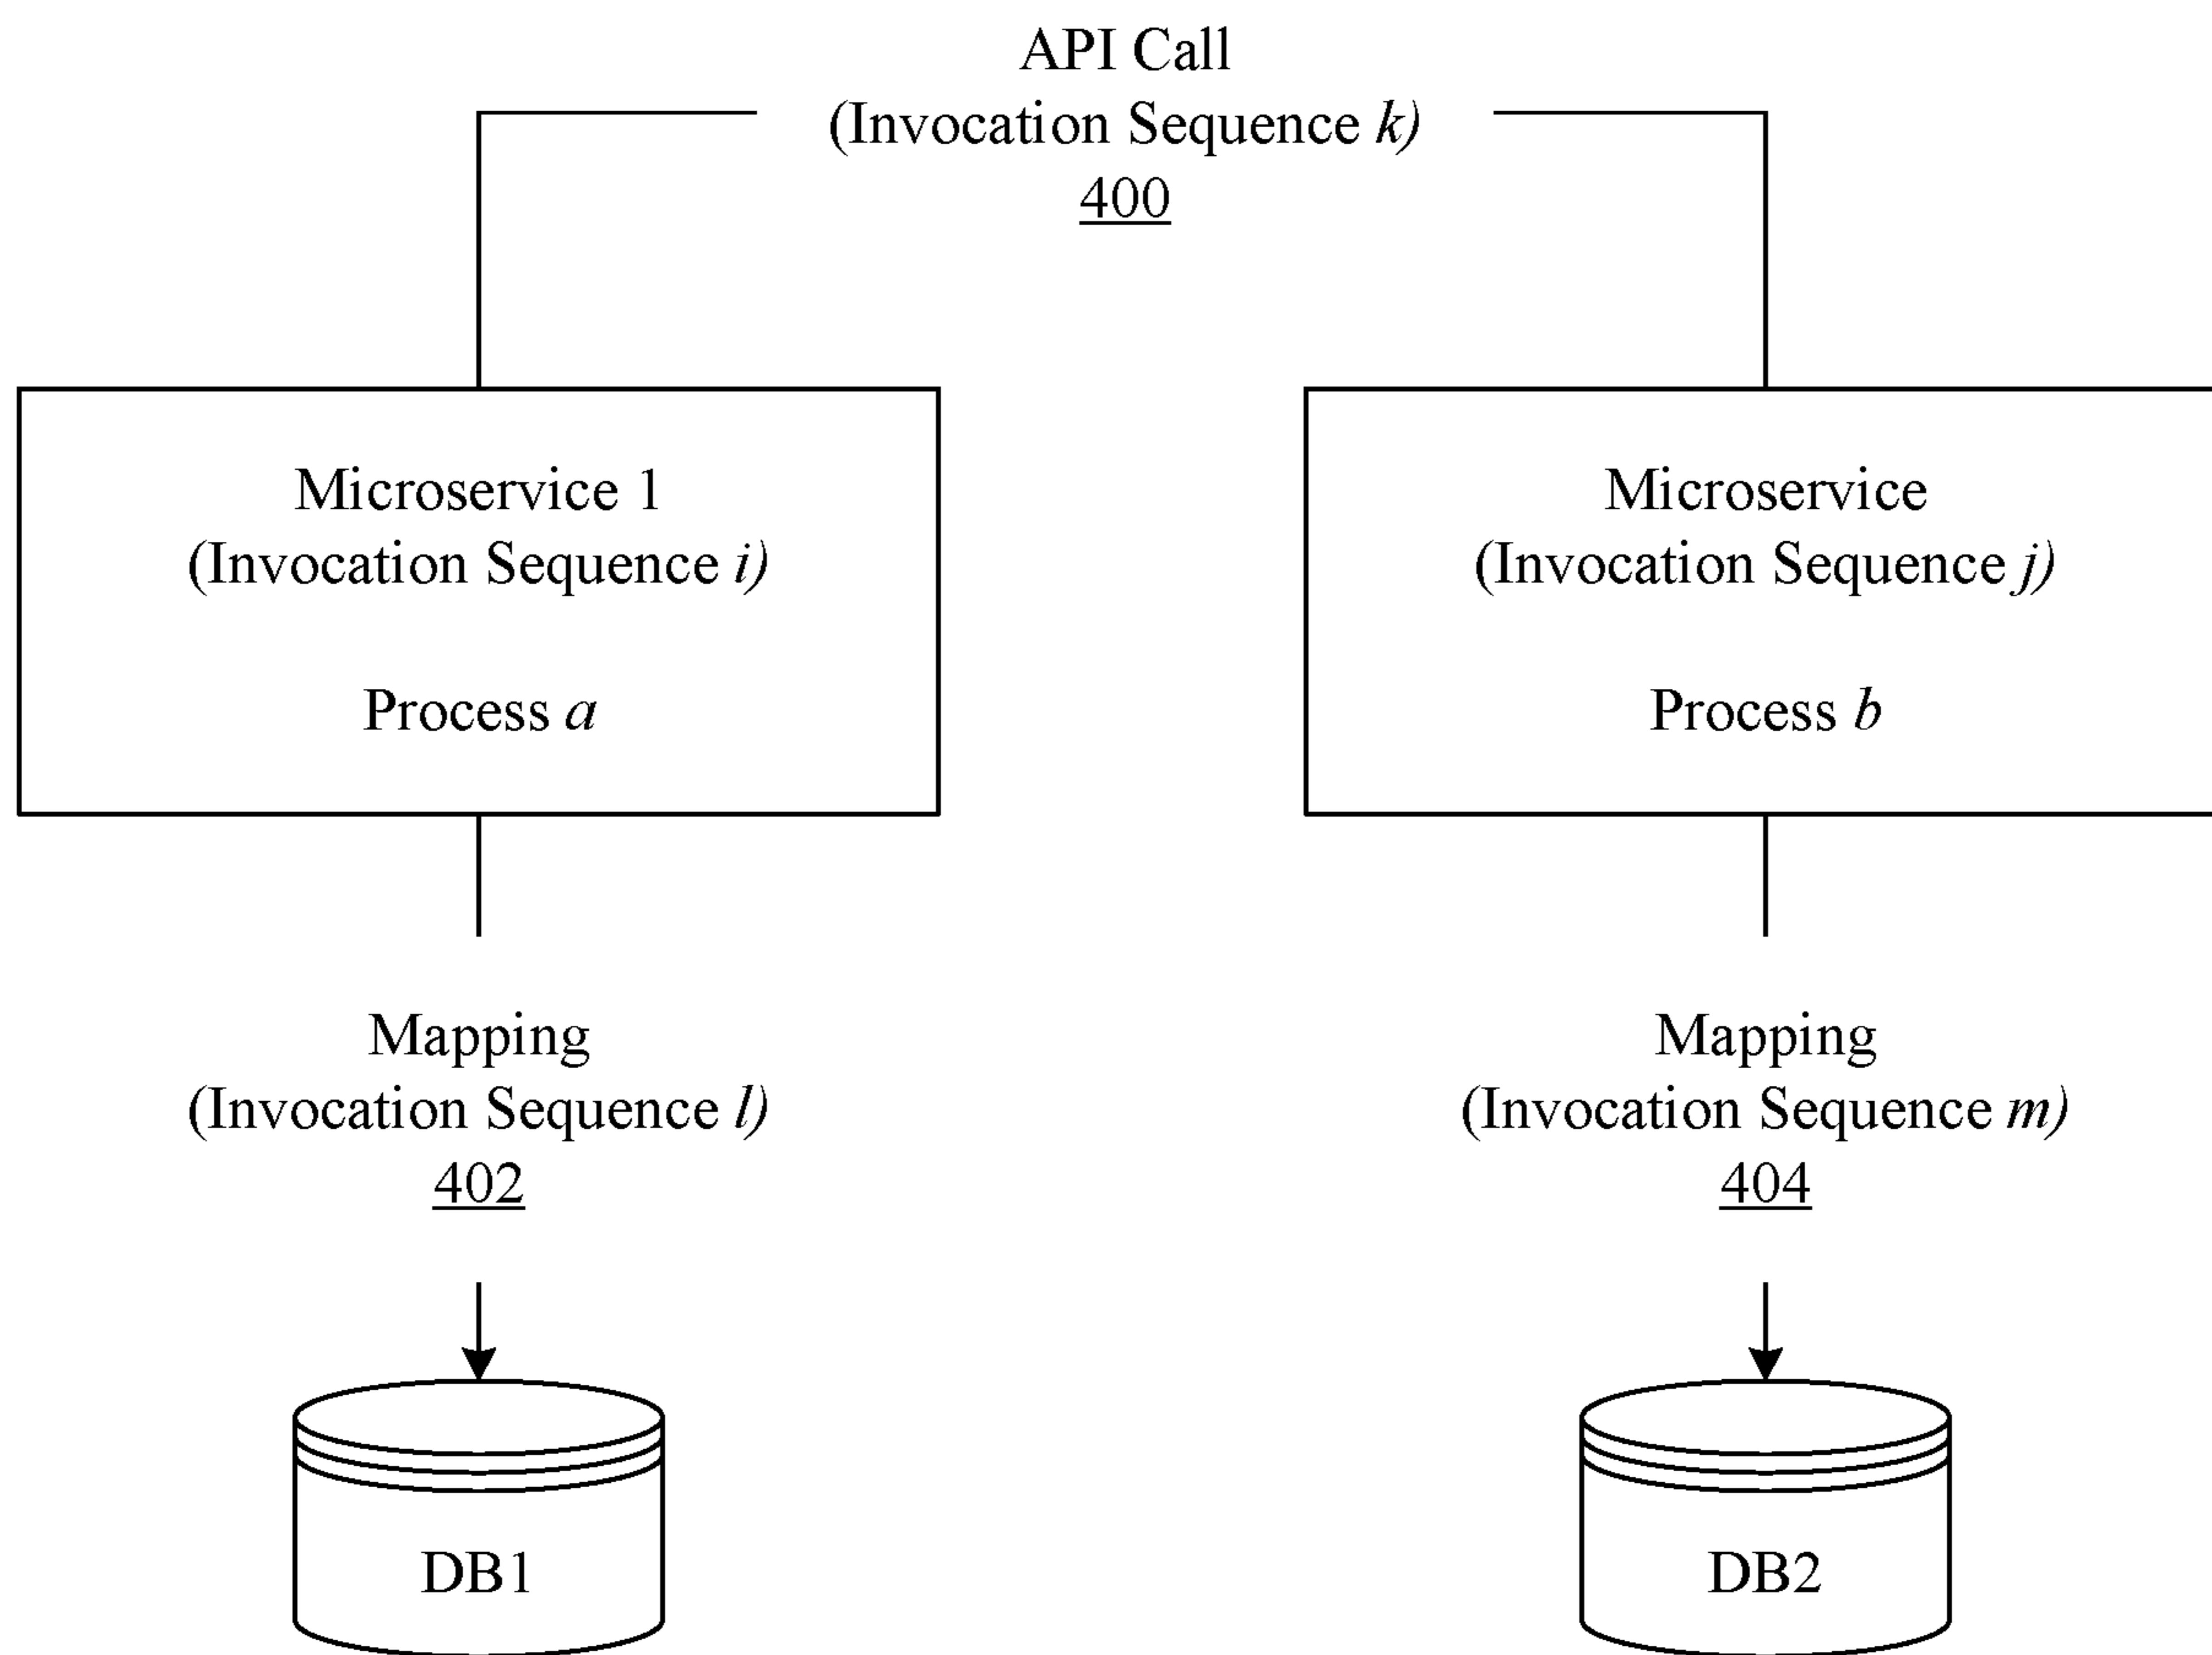 API Call
(Invocation Sequence k)
400
Microservice 1
(Invocation Sequence i)
Process a
Microservice
(Invocation Sequence j)
Process b
Mapping
(Invocation Sequence l)
402
Mapping
(Invocation Sequence m)
404
DB1
DB2